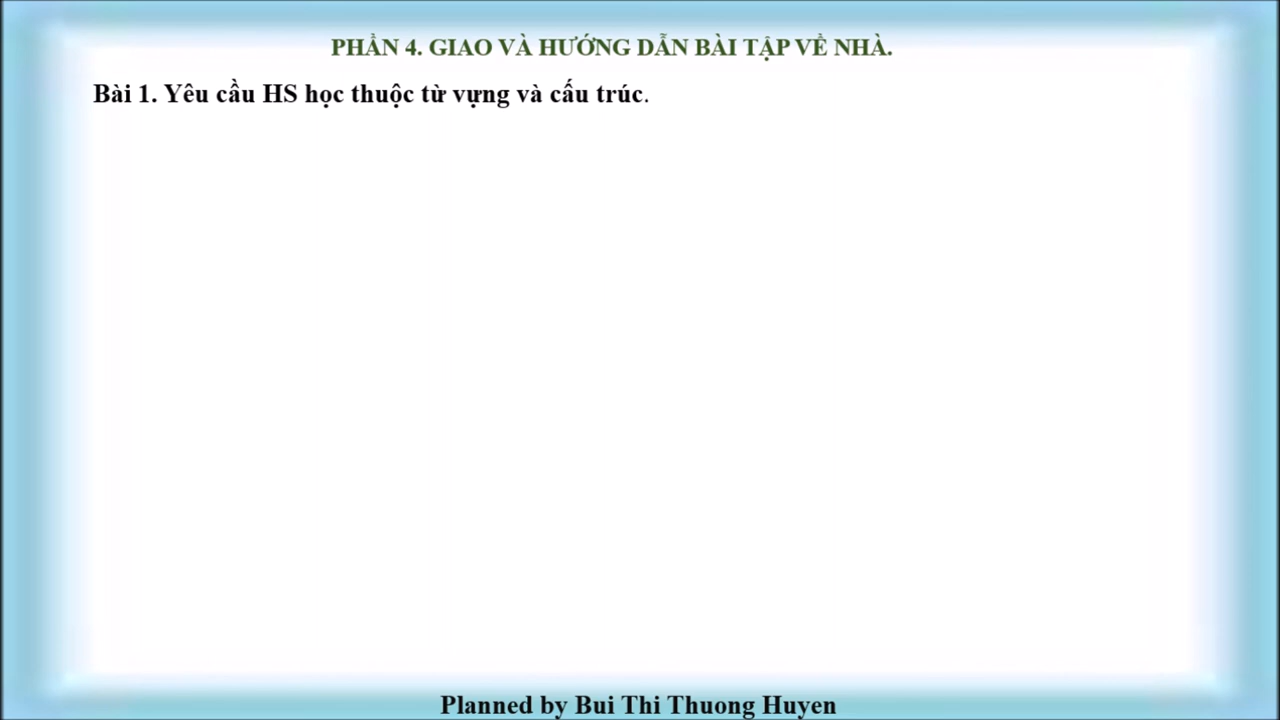 PHẦN 4. GIAO VÀ HƯỚNG DẪN BÀI TẬP VỀ NHÀ.
Bài 1. Yêu cầu HS học thuộc từ vựng và cấu trúc.
Planned by Bui Thi Thuong Huyen